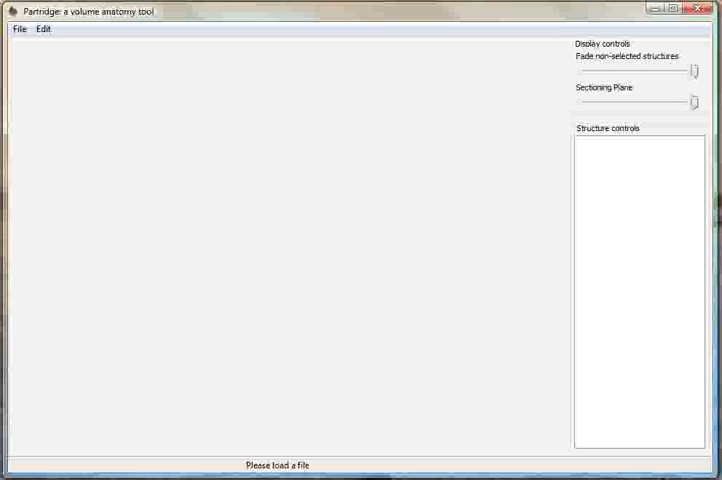 Partridge: a volume anatomy tool
File Edit
Display controls
Fade non-selected structures
Sectioning Plane
Structure controls
Please load a file